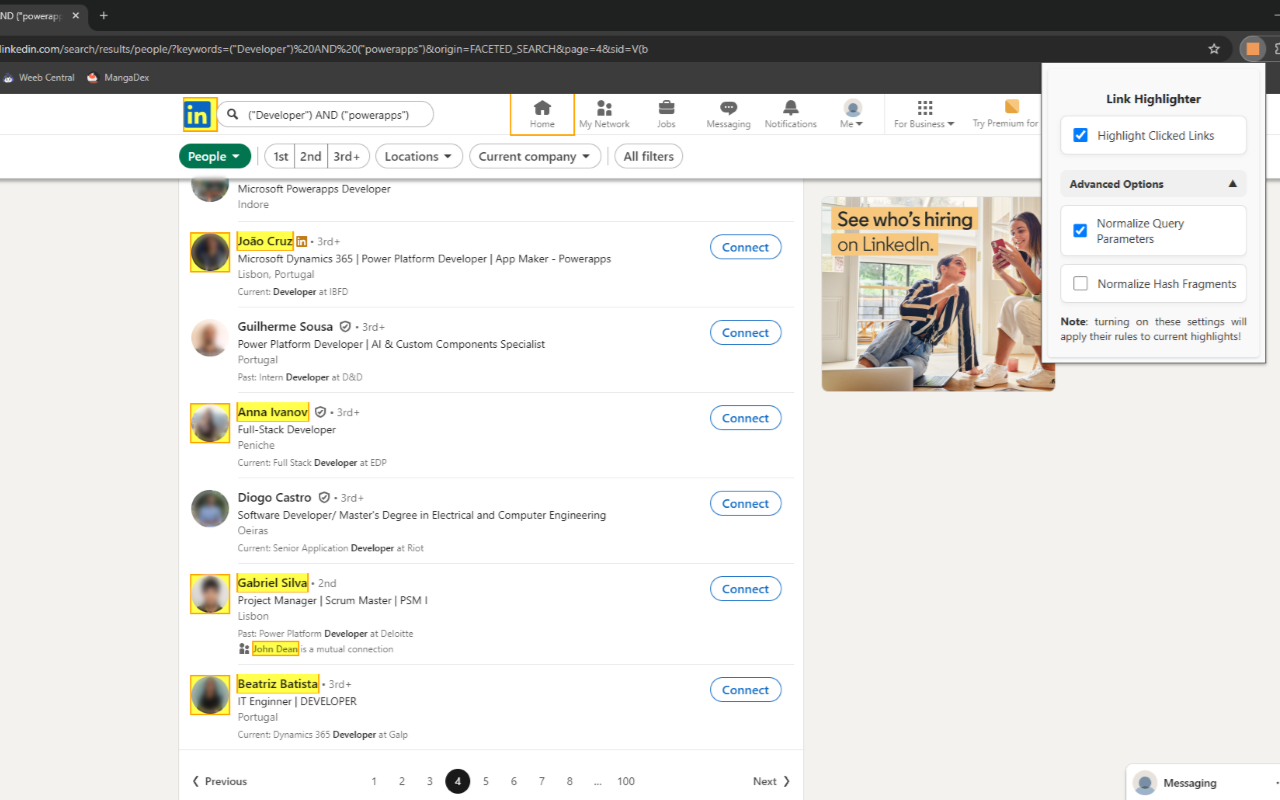 ND ("powerapp
linkedin.com/search/results/people/?keywords=("Developer")%20AND%20("powerapps")&origin=FACETED_SEARCH&page=4&sid=V(b
Weeb Central MangaDex
in
("Developer") AND ("powerapps")
Home
My Network
Jobs
Messaging
Notifications
Me
For Business
Try Premium for
People
1st 2nd 3rd+
Locations
Current company
All filters
Microsoft Powerapps Developer
Indore
João Cruz in • 3rd+
Microsoft Dynamics 365 | Power Platform Developer | App Maker - Powerapps
Lisbon, Portugal
Current: Developer at IBFD
Connect
Guilherme Sousa • 3rd+
Power Platform Developer | AI & Custom Components Specialist
Portugal
Past: Intern Developer at D&D
Connect
Anna Ivanov • 3rd+
Full-Stack Developer
Peniche
Current: Full Stack Developer at EDP
Connect
Diogo Castro • 3rd+
Software Developer/ Master's Degree in Electrical and Computer Engineering
Oeiras
Current: Senior Application Developer at Riot
Connect
Gabriel Silva • 2nd
Project Manager | Scrum Master | PSM I
Lisbon
Past: Power Platform Developer at Deloitte
John Dean is a mutual connection
Connect
Beatriz Batista • 3rd+
IT Enginner | DEVELOPER
Portugal
Current: Dynamics 365 Developer at Galp
Connect
Previous 1 2 3 4 5 6 7 8 ... 100 Next
See who's hiring
on LinkedIn.
Link Highlighter
Highlight Clicked Links
Advanced Options
Normalize Query
Parameters
Normalize Hash Fragments
Note: turning on these settings will
apply their rules to current highlights!
Messaging